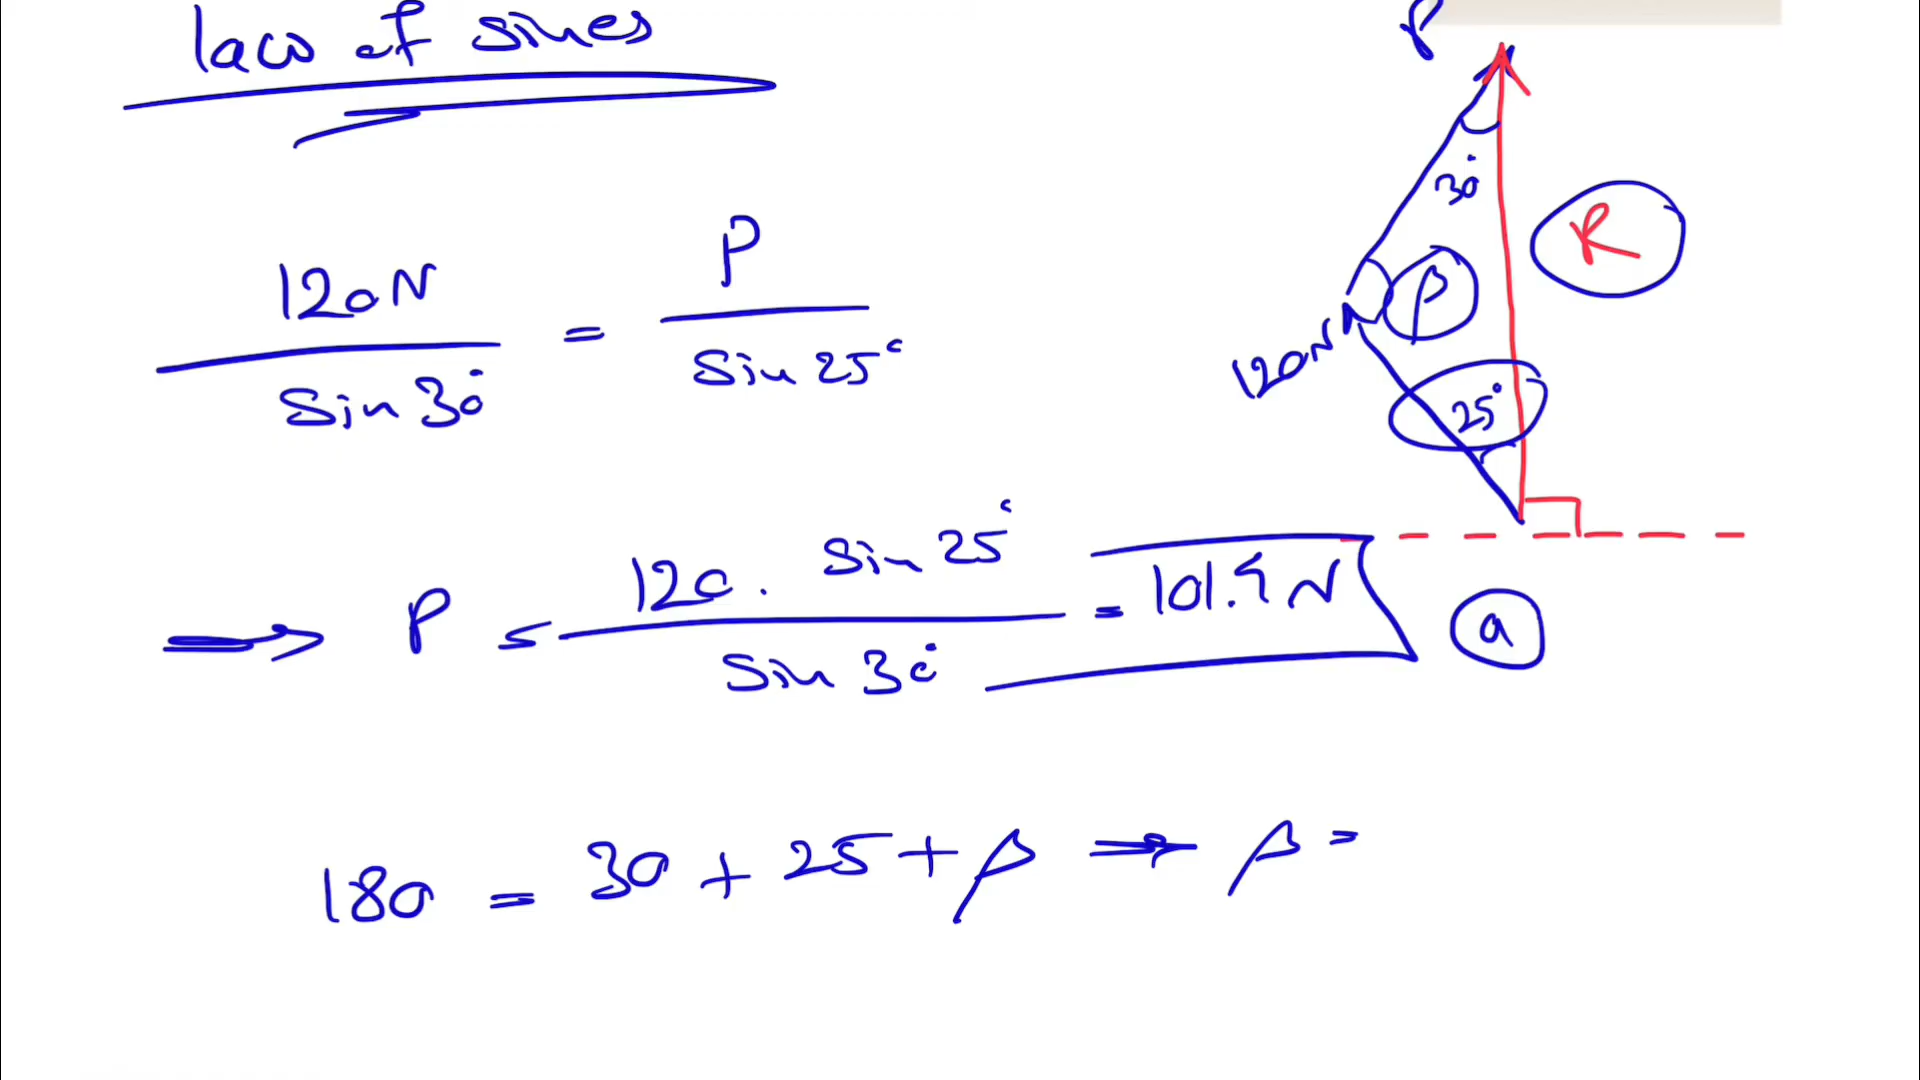 law of sines
P
30°
R
120N / sin 30° = P / sin 25°
β
120N
25°
⇒ P = 120 . sin 25° / sin 30° = 101.4 N
a
180 = 30 + 25 + β ⇒ β =